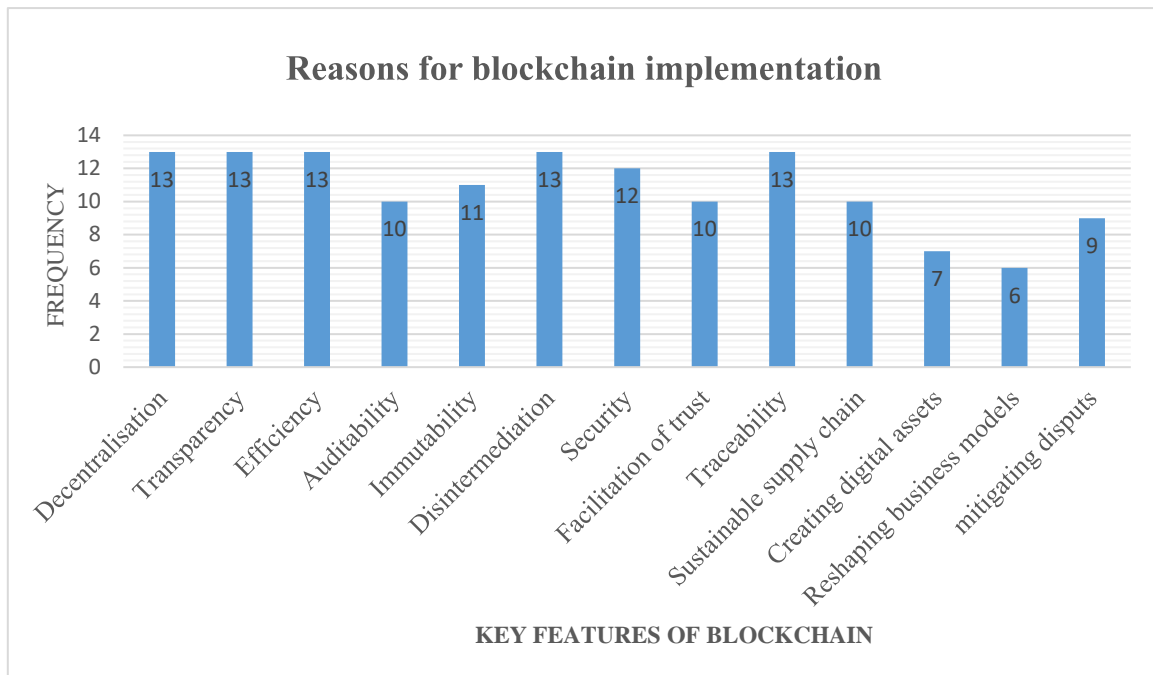 Reasons for blockchain implementation
FREQUENCY
14
12
10
8
6
4
2
0
13
13
13
10
11
13
12
10
13
10
7
6
9
Decentralisation
Transparency
Efficiency
Auditability
Immutability
Disintermediation
Security
Facilitation of trust
Traceability
Sustainable supply chain
Creating digital assets
Reshaping business models
mitigating disputs
KEY FEATURES OF BLOCKCHAIN